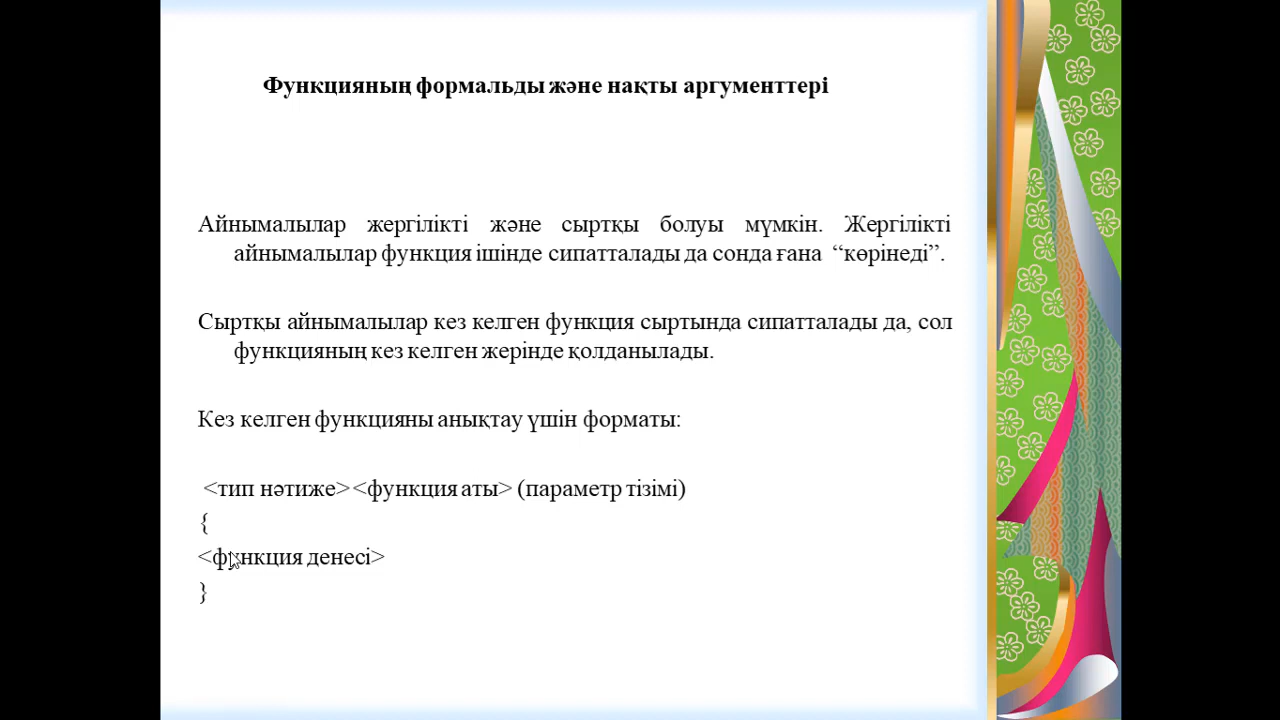 Функцияның формальды және нақты аргументтері
Айнымалылар жергілікті және сыртқы болуы мүмкін. Жергілікті
айнымалылар функция ішінде сипатталады да сонда ғана “көрінеді”.
Сыртқы айнымалылар кез келген функция сыртында сипатталады да, сол
функцияның кез келген жерінде қолданылады.
Кез келген функцияны анықтау үшін форматы:
<тип нәтиже> <функция аты> (параметр тізімі)
{
<функция денесі>
}